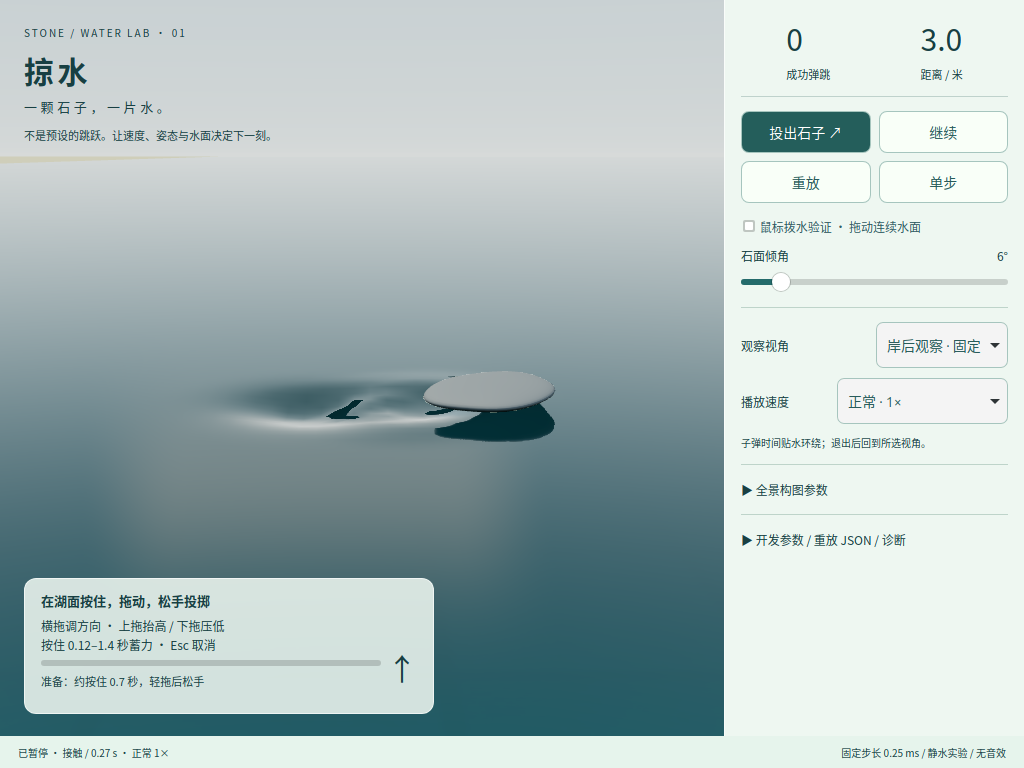 STONE / WATER LAB · 01
掠水
一颗石子，一片水。
不是预设的跳跃。让速度、姿态与水面决定下一刻。
0
3.0
成功弹跳
距离 / 米
投出石子 ↗
继续
重放
单步
鼠标拨水验证 · 拖动连续水面
石面倾角
6°
观察视角
岸后观察 · 固定
播放速度
正常 · 1×
子弹时间贴水环绕；退出后回到所选视角。
▶ 全景构图参数
▶ 开发参数 / 重放 JSON / 诊断
在湖面按住，拖动，松手投掷
横拖调方向 · 上拖抬高 / 下拖压低
按住 0.12–1.4 秒蓄力 · Esc 取消
↑
准备：约按住 0.7 秒，轻拖后松手
已暂停 · 接触 / 0.27 s · 正常 1×
固定步长 0.25 ms / 静水实验 / 无音效